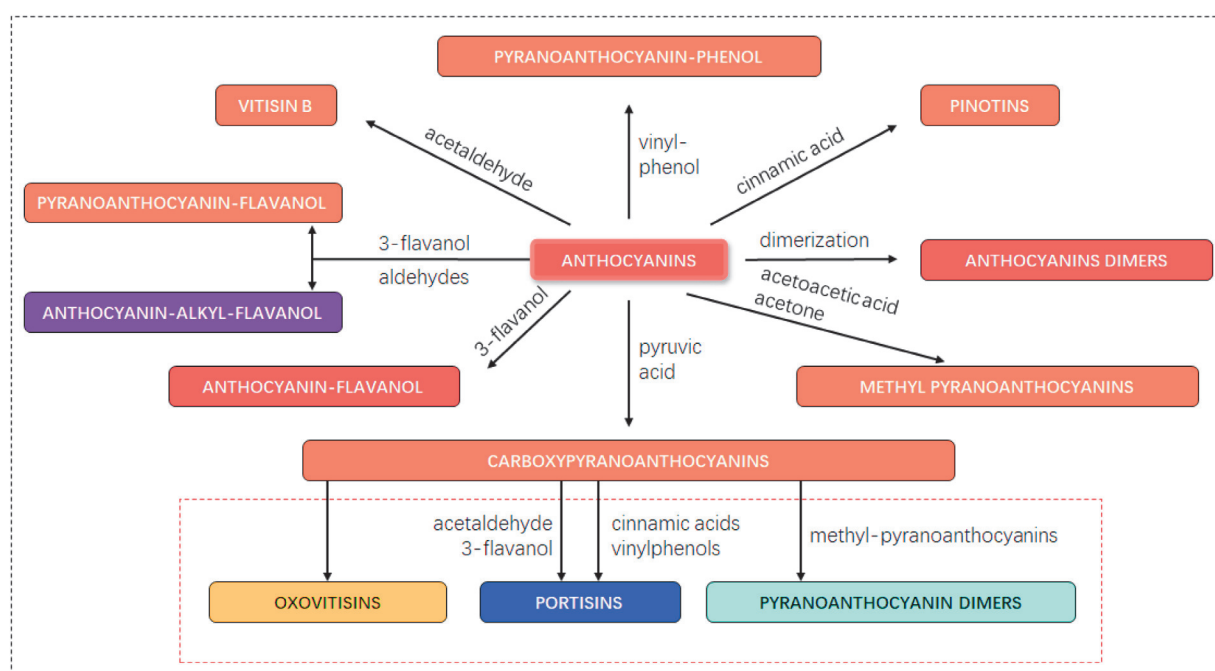 PYRANOANTHOCYANIN-PHENOL
VITISIN B
PINOTINS
acetaldehyde
vinyl-
phenol
cinnamic acid
PYRANOANTHOCYANIN-FLAVANOL
3-flavanol
aldehydes
ANTHOCYANINS
dimerization
ANTHOCYANINS DIMERS
ANTHOCYANIN-ALKYL-FLAVANOL
acetoacetic acid
acetone
3-flavanol
pyruvic
acid
ANTHOCYANIN-FLAVANOL
METHYL PYRANOANTHOCYANINS
CARBOXYPYRANOANTHOCYANINS
acetaldehyde
3-flavanol
cinnamic acids
vinylphenols
methyl-pyranoanthocyanins
OXOVITISINS
PORTISINS
PYRANOANTHOCYANIN DIMERS